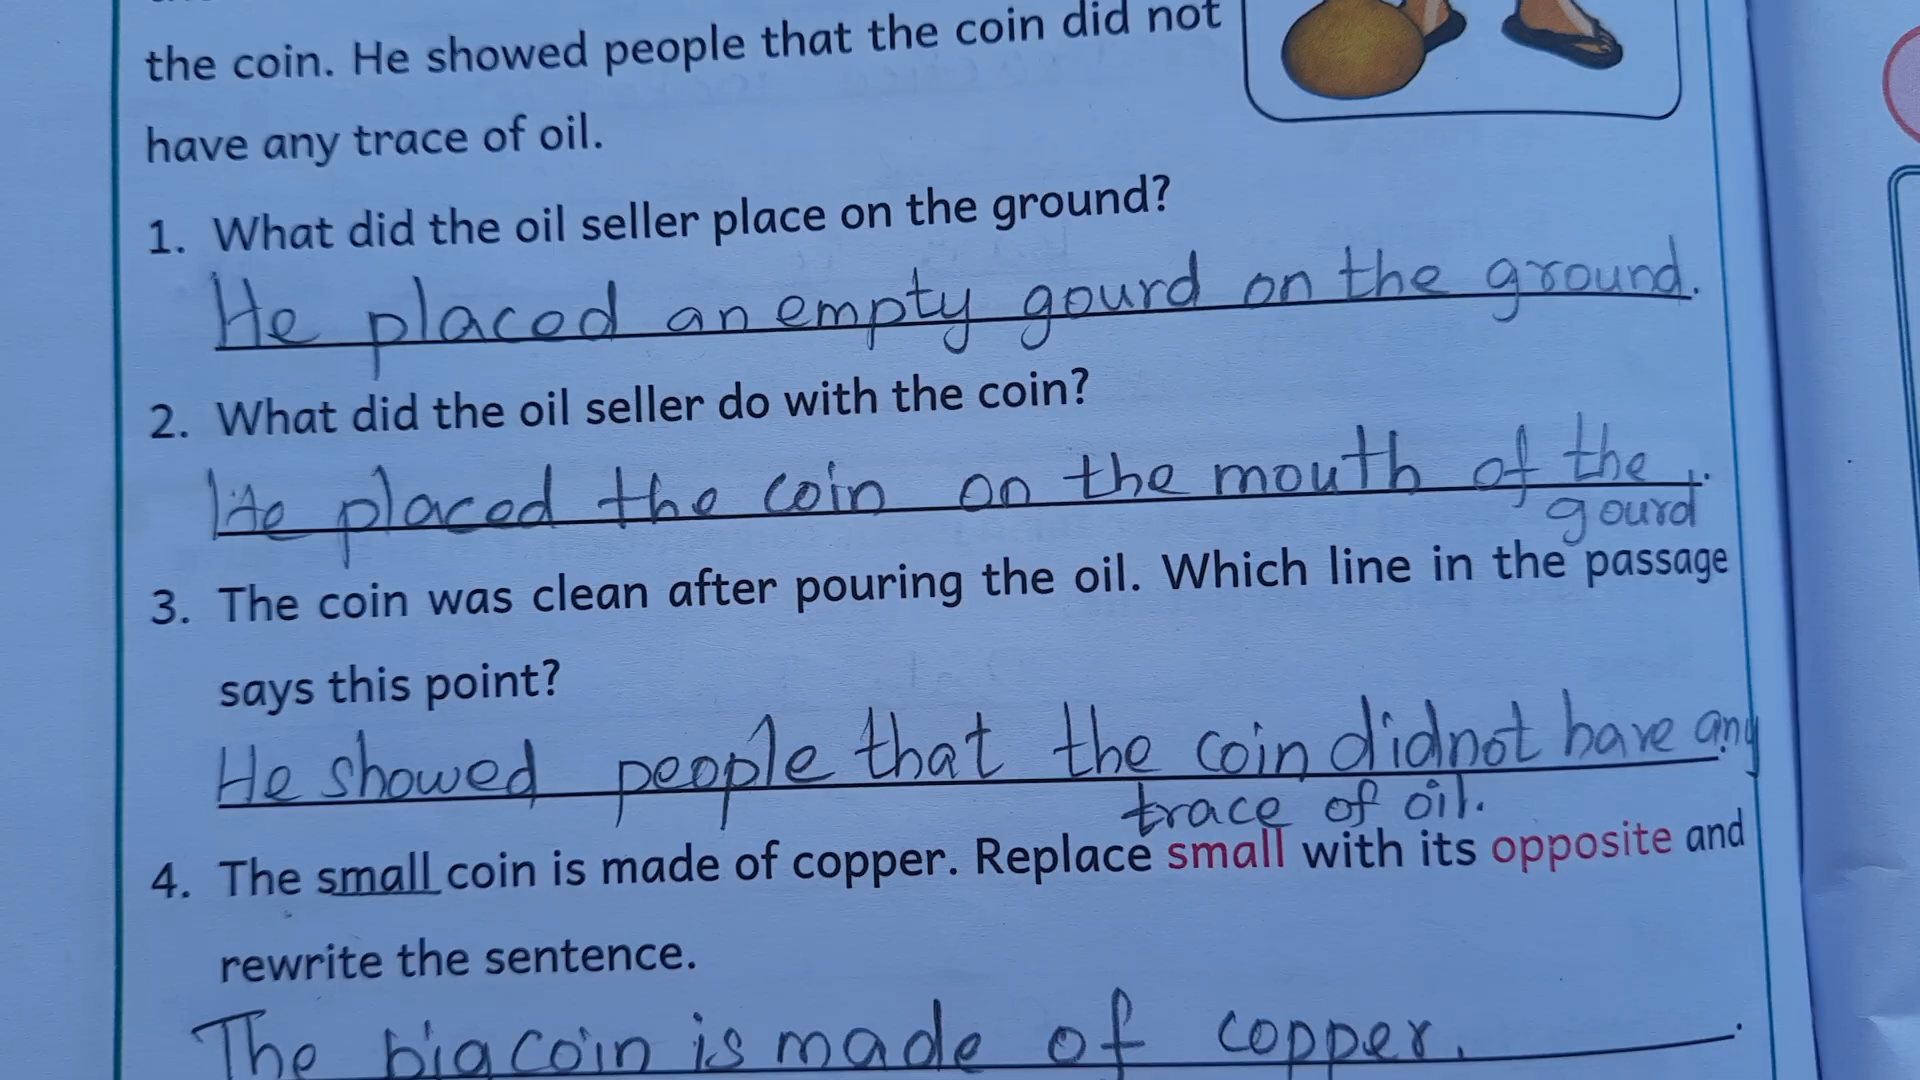 the coin. He showed people that the coin did not
have any trace of oil.
1. What did the oil seller place on the ground?
He placed an empty gourd on the ground.
2. What did the oil seller do with the coin?
He placed the coin on the mouth of the
gourd
3. The coin was clean after pouring the oil. Which line in the passage
says this point?
He showed people that the coin didnot have any
trace of oil.
4. The small coin is made of copper. Replace small with its opposite and
rewrite the sentence.
The big coin is made of copper.